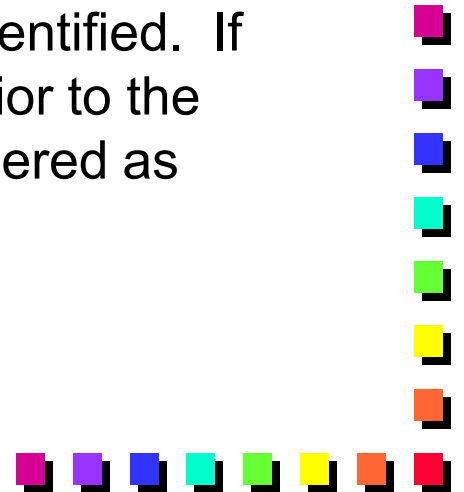 entified.  If
ior to the
ered as